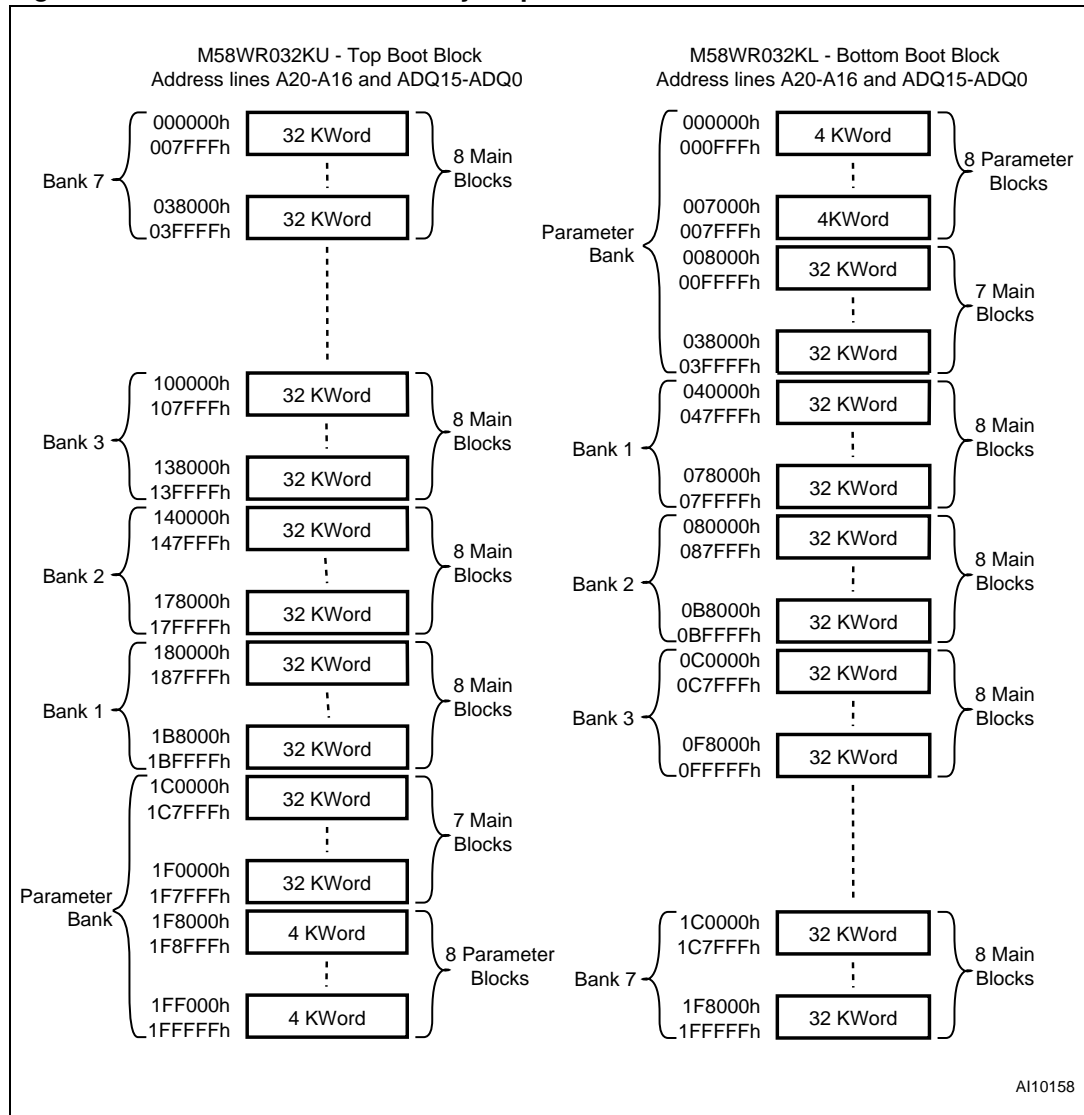 M58WR032KU - Top Boot Block
Address lines A20-A16 and ADQ15-ADQ0
000000h
007FFFh
32 KWord
Bank 7
8 Main
Blocks
038000h
03FFFFh
32 KWord
100000h
107FFFh
32 KWord
Bank 3
8 Main
Blocks
138000h
13FFFFh
32 KWord
140000h
147FFFh
32 KWord
Bank 2
8 Main
Blocks
178000h
17FFFFh
32 KWord
180000h
187FFFh
32 KWord
Bank 1
8 Main
Blocks
1B8000h
1BFFFFh
32 KWord
1C0000h
1C7FFFh
32 KWord
7 Main
Blocks
1F0000h
1F7FFFh
32 KWord
Parameter
Bank
1F8000h
1F8FFFh
4 KWord
8 Parameter
Blocks
1FF000h
1FFFFFh
4 KWord
M58WR032KL - Bottom Boot Block
Address lines A20-A16 and ADQ15-ADQ0
000000h
000FFFh
4 KWord
8 Parameter
Blocks
007000h
007FFFh
4KWord
Parameter
Bank
008000h
00FFFFh
32 KWord
7 Main
Blocks
038000h
03FFFFh
32 KWord
040000h
047FFFh
32 KWord
Bank 1
8 Main
Blocks
078000h
07FFFFh
32 KWord
080000h
087FFFh
32 KWord
Bank 2
8 Main
Blocks
0B8000h
0BFFFFh
32 KWord
0C0000h
0C7FFFh
32 KWord
Bank 3
8 Main
Blocks
0F8000h
0FFFFFh
32 KWord
1C0000h
1C7FFFh
32 KWord
Bank 7
8 Main
Blocks
1F8000h
1FFFFFh
32 KWord
AI10158